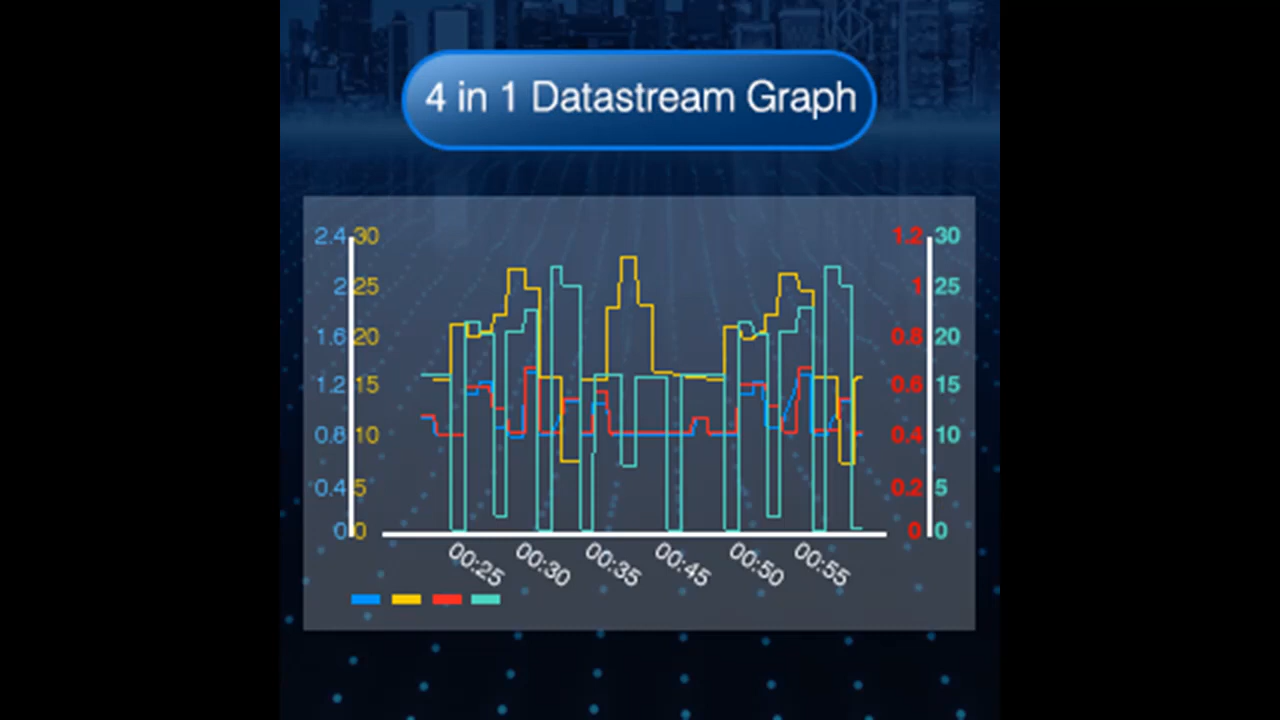 4 in 1 Datastream Graph
2.4 30 1.2 30
2 25 1 25
1.6 20 0.8 20
1.2 15 0.6 15
0.8 10 0.4 10
0.4 5 0.2 5
0 0 0 0
00:25 00:30 00:35 00:45 00:50 00:55